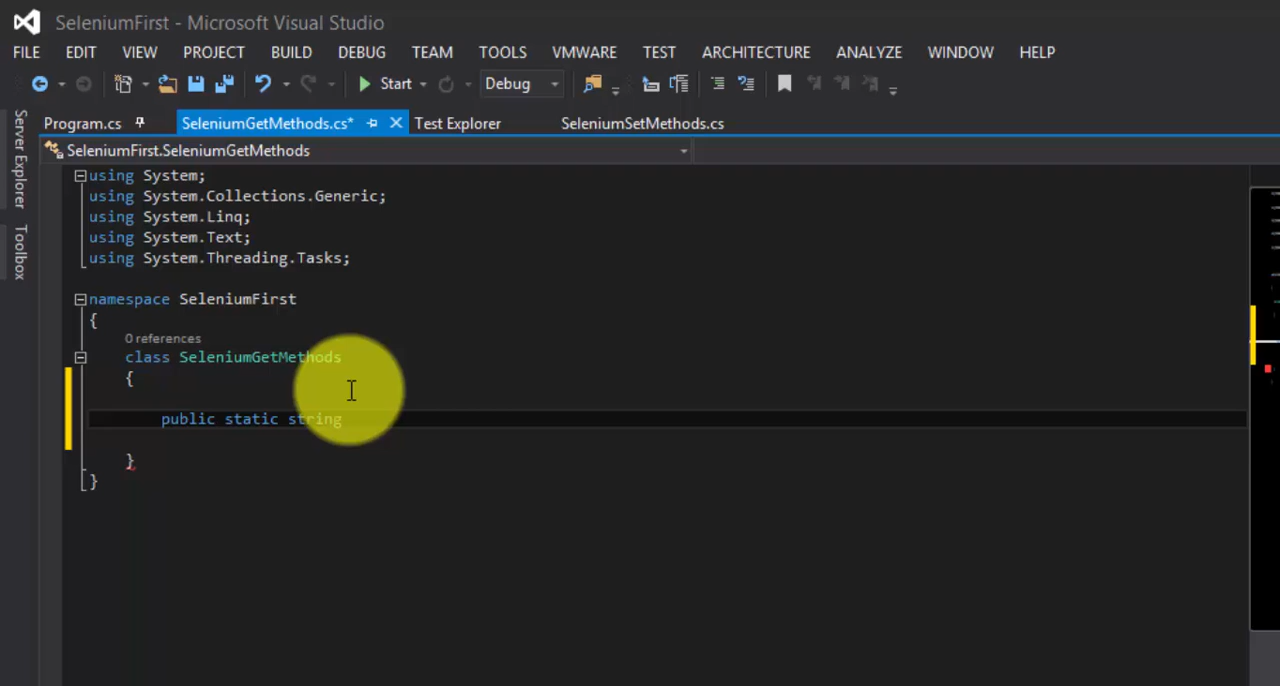 SeleniumFirst - Microsoft Visual Studio
FILE EDIT VIEW PROJECT BUILD DEBUG TEAM TOOLS VMWARE TEST ARCHITECTURE ANALYZE WINDOW HELP
Start Debug
Program.cs SeleniumGetMethods.cs* Test Explorer SeleniumSetMethods.cs
SeleniumFirst.SeleniumGetMethods
Server Explorer
Toolbox
using System;
using System.Collections.Generic;
using System.Linq;
using System.Text;
using System.Threading.Tasks;
namespace SeleniumFirst
{
0 references
class SeleniumGetMethods
{
public static string
}
}